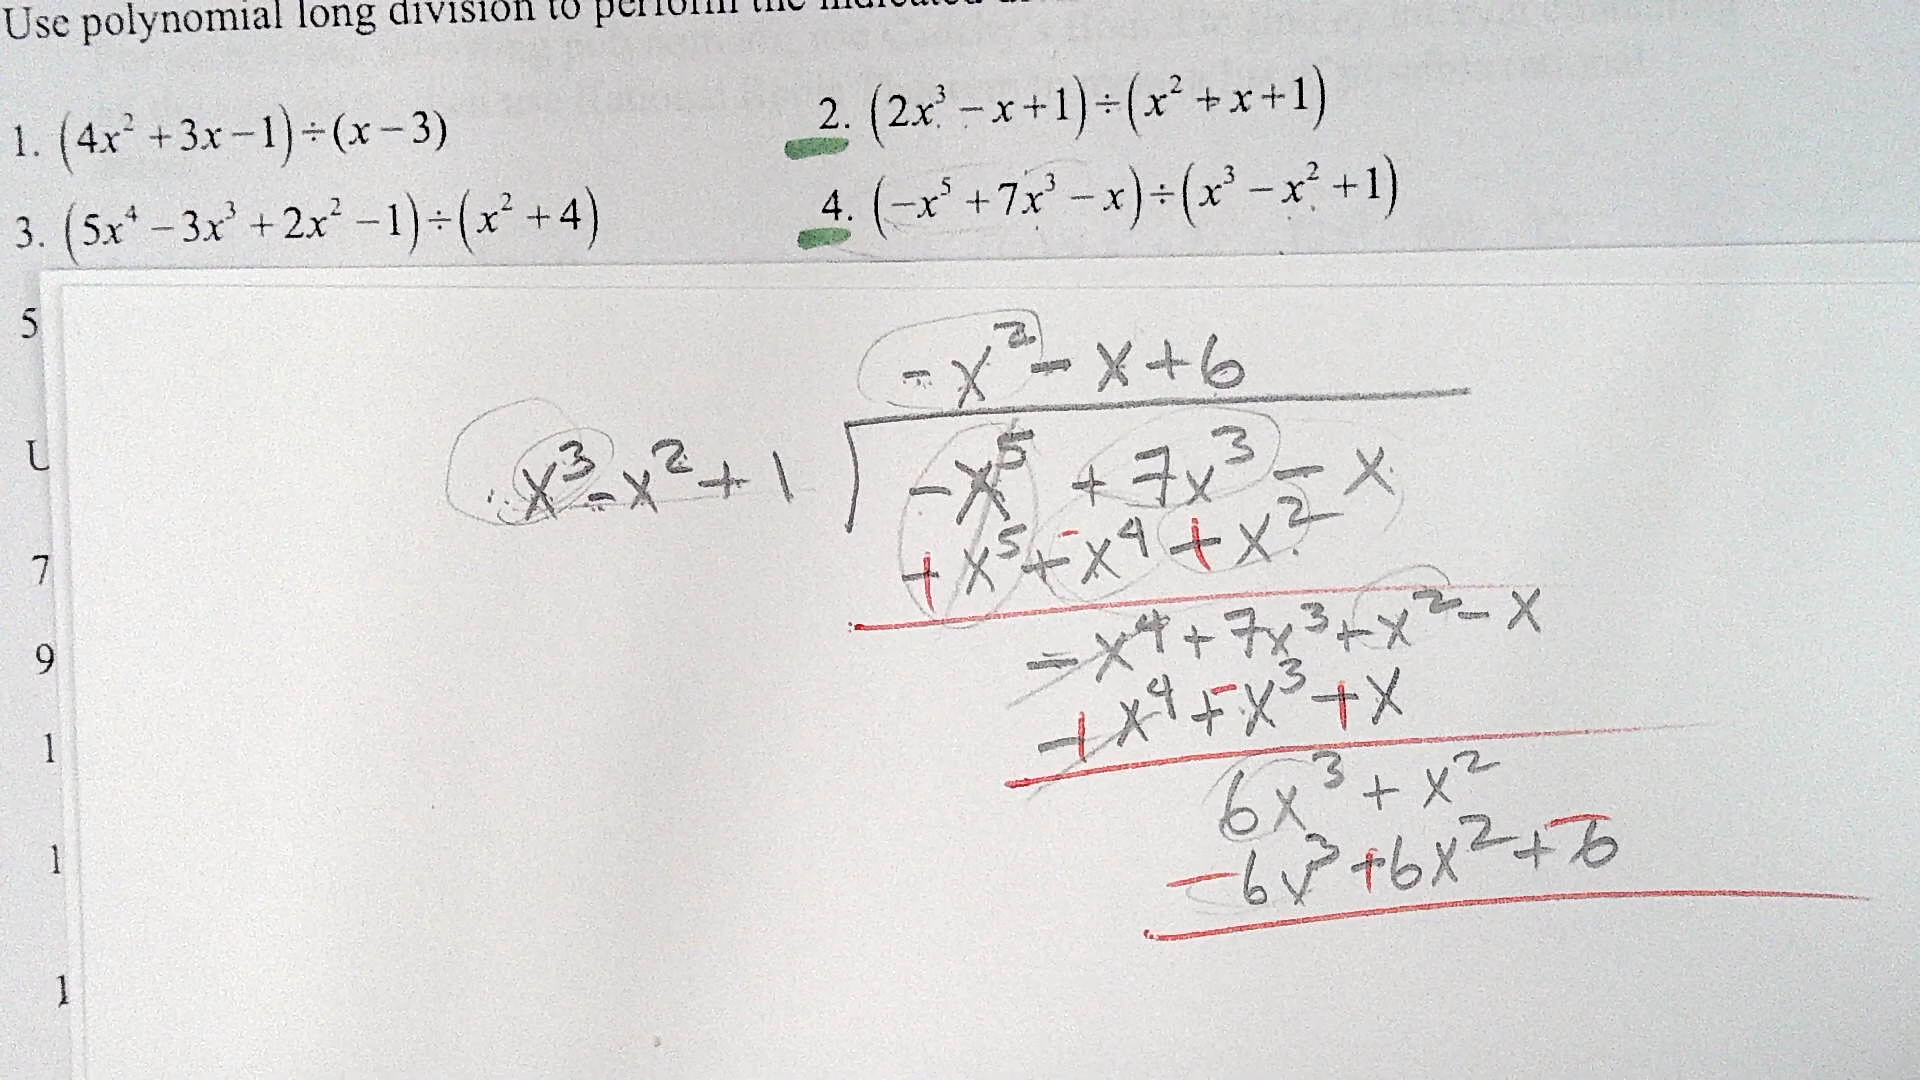 Use polynomial long division to perform the indicated
1. (4x² + 3x − 1) ÷ (x − 3)
2. (2x³ − x + 1) ÷ (x² + x + 1)
3. (5x⁴ − 3x³ + 2x² − 1) ÷ (x² + 4)
4. (−x⁵ + 7x³ − x) ÷ (x³ − x² + 1)
5
U
7
9
1
1
1
−x² − x + 6
x³ − x² + 1
−x⁵ + 7x³ − x
+ x⁵ − x⁴ + x²
−x⁴ + 7x³ + x² − x
+ x⁴ − x³ + x
6x³ + x²
− 6x³ + 6x² − 6